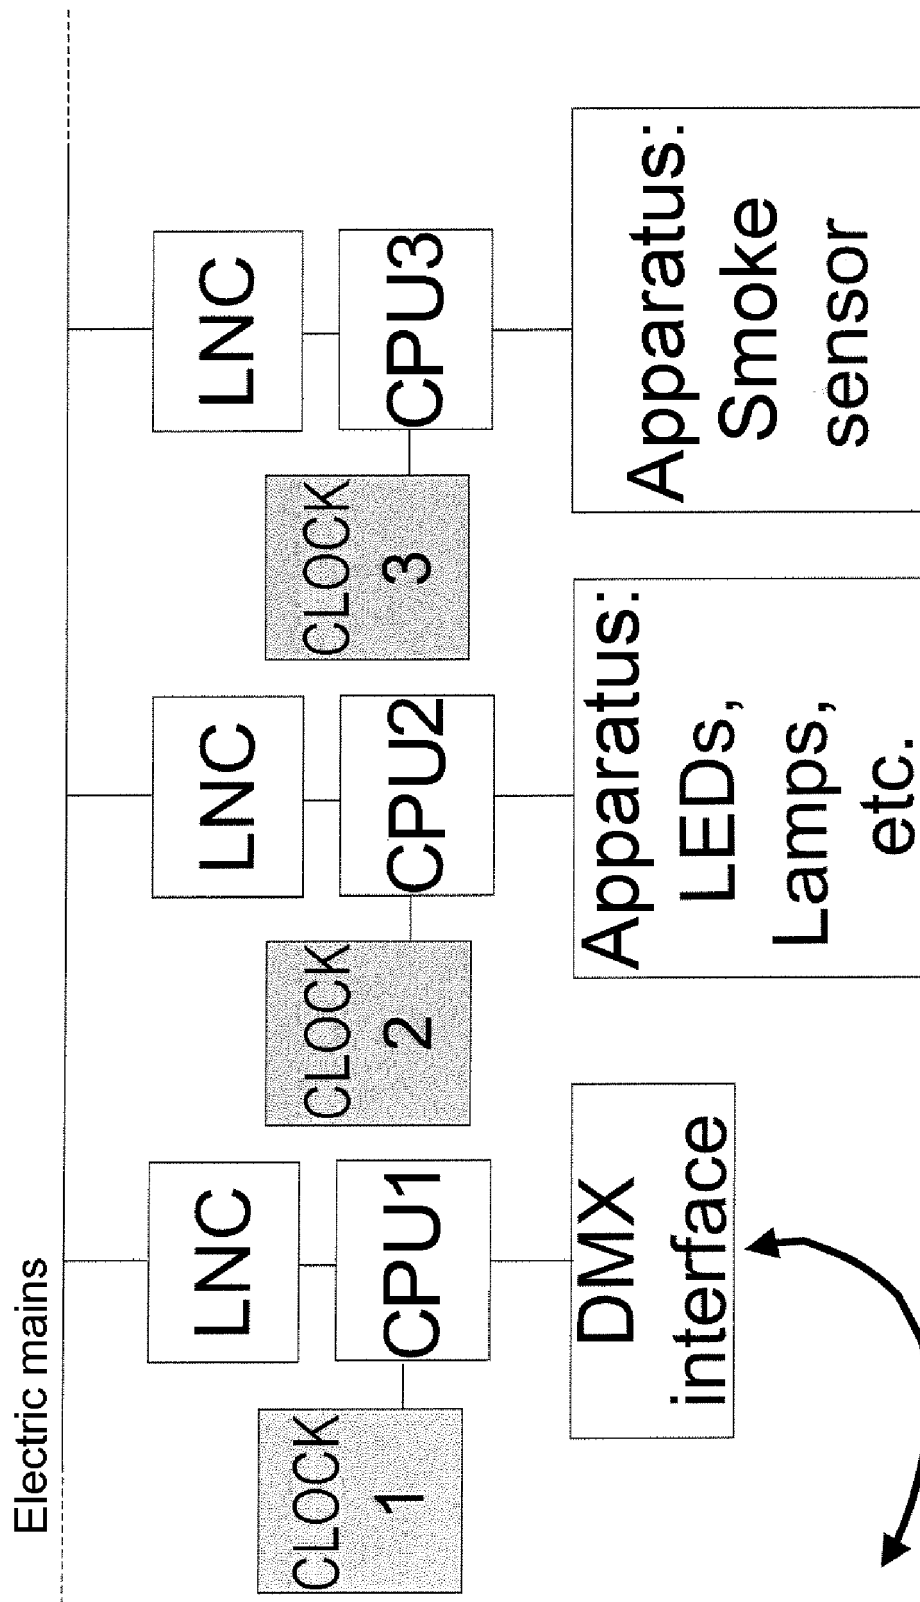 Electric mains
LNC
CLOCK
1
CPU1
DMX
interface
LNC
CLOCK
2
CPU2
Apparatus:
LEDs,
Lamps,
etc.
LNC
CLOCK
3
CPU3
Apparatus:
Smoke
sensor